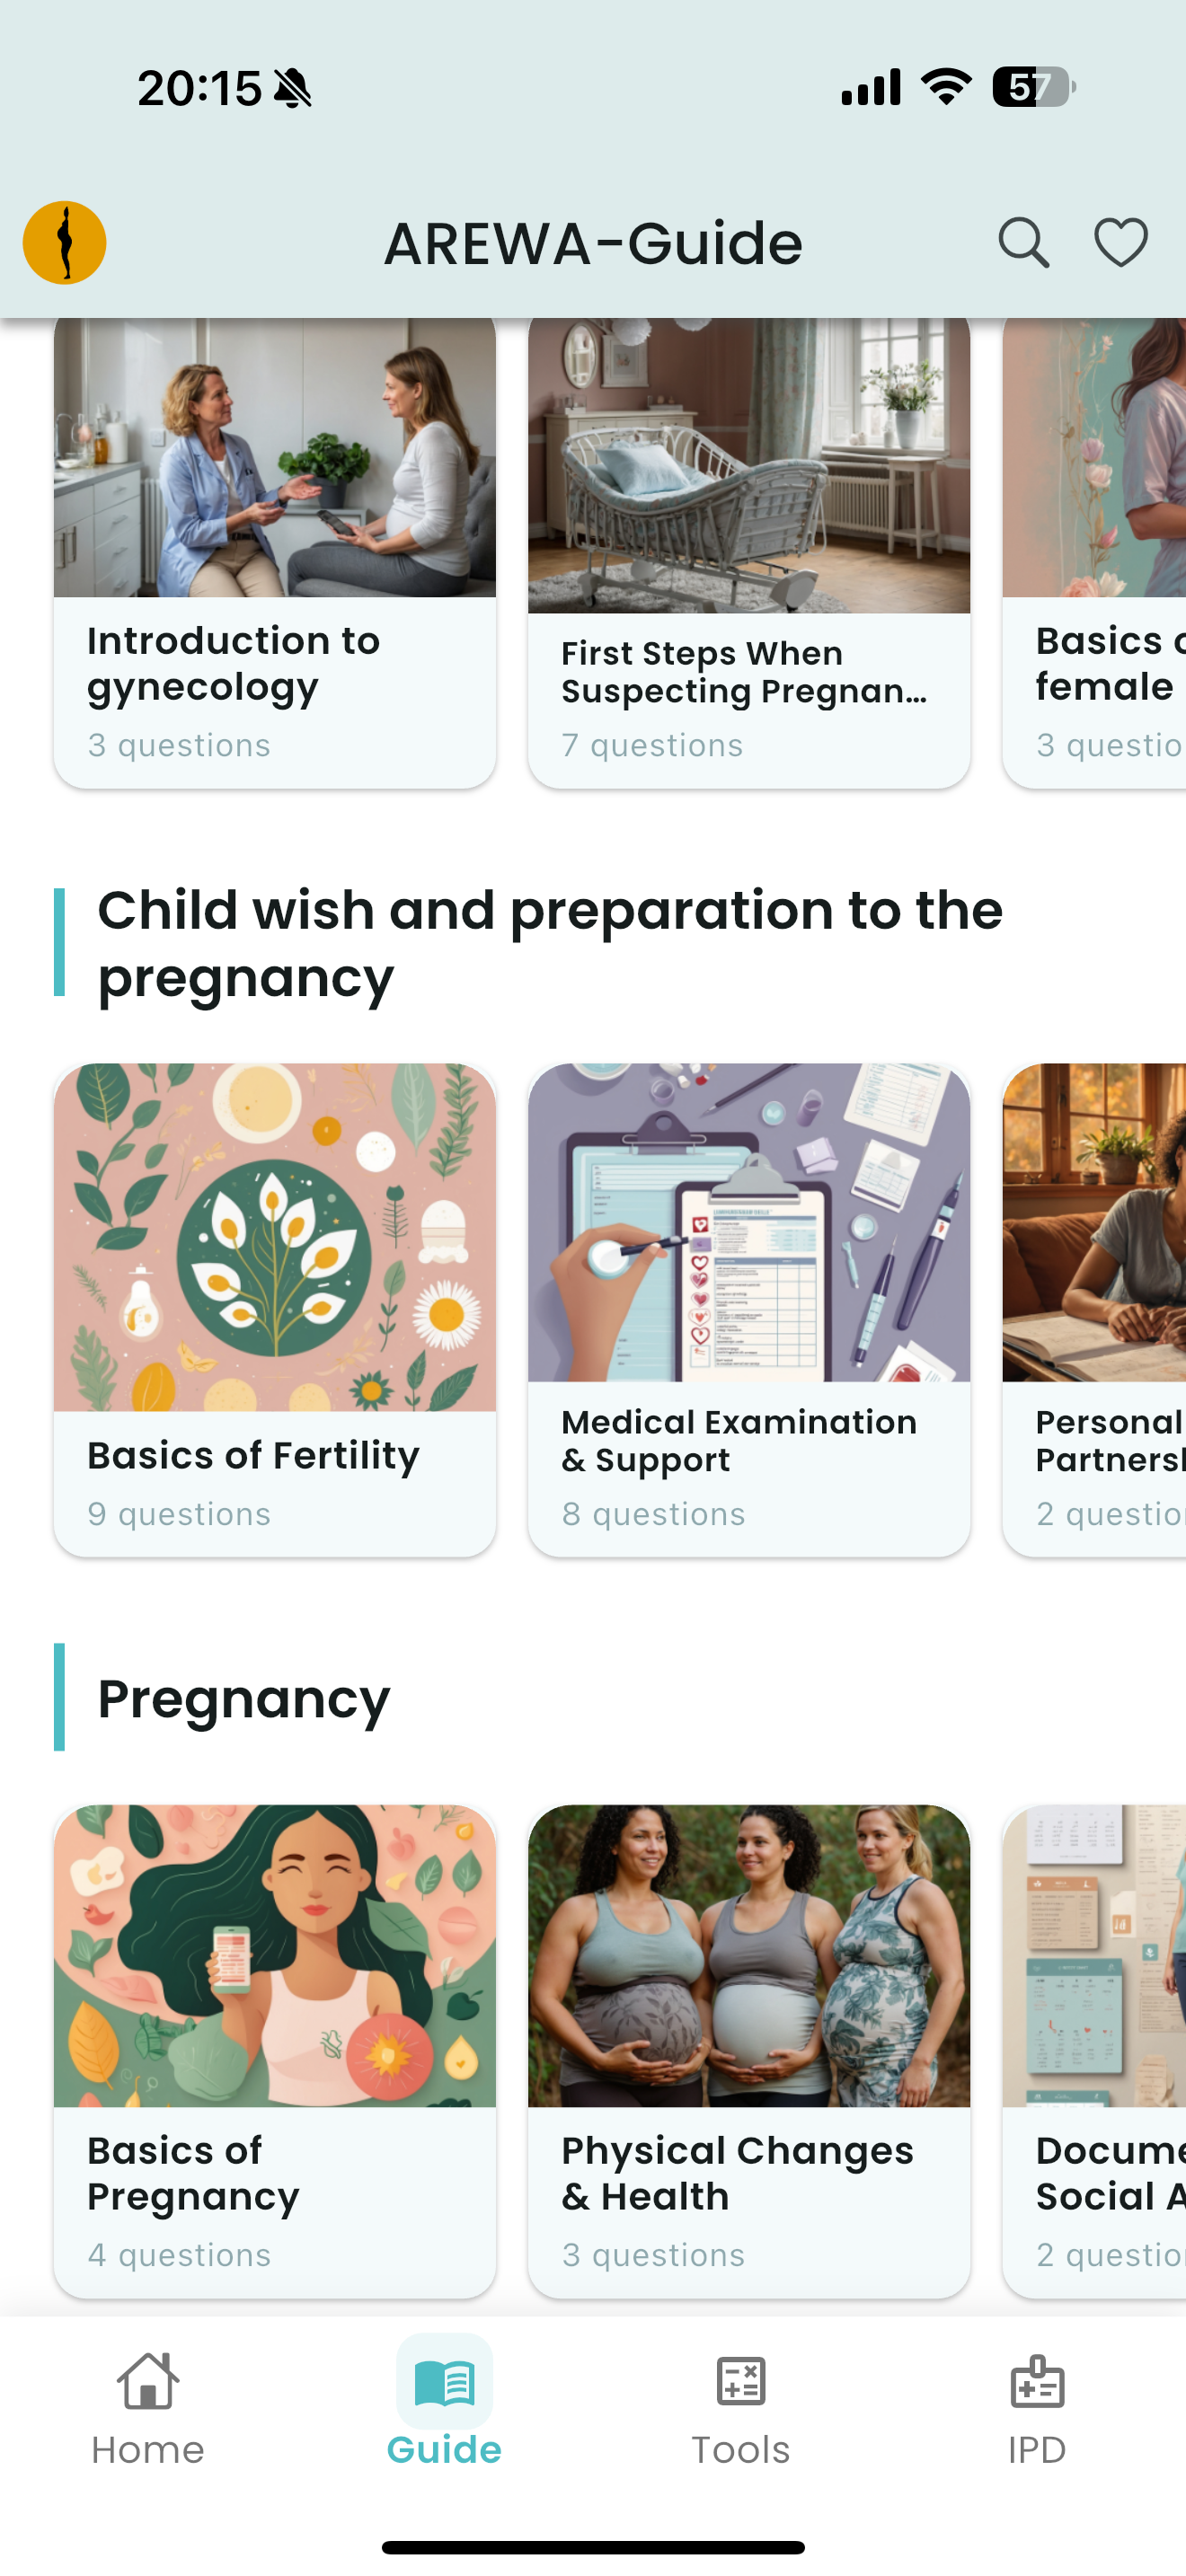 20:15
57
AREWA-Guide
Introduction to
gynecology
3 questions
First Steps When
Suspecting Pregnan...
7 questions
Basics
female
3 questio
Child wish and preparation to the
pregnancy
Basics of Fertility
9 questions
Medical Examination
& Support
8 questions
Personal
Partnersh
2 questio
Pregnancy
Basics of
Pregnancy
4 questions
Physical Changes
& Health
3 questions
Docume
Social A
2 questio
Home
Guide
Tools
IPD